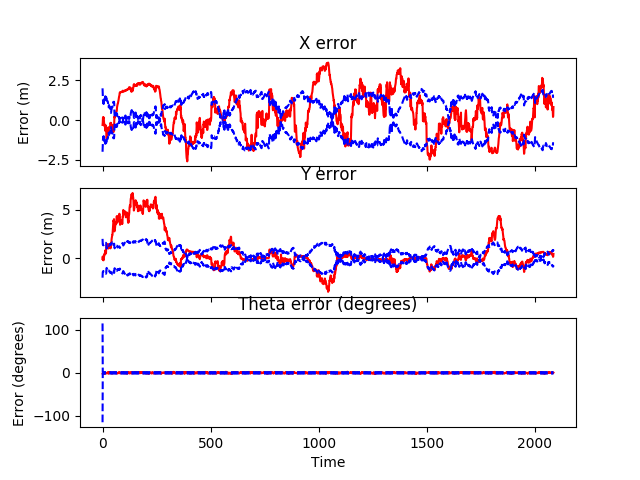 X error
Error (m)
2.5
0.0
−2.5
Y error
Error (m)
5
0
Theta error (degrees)
Error (degrees)
100
0
−100
0
500
1000
1500
2000
Time